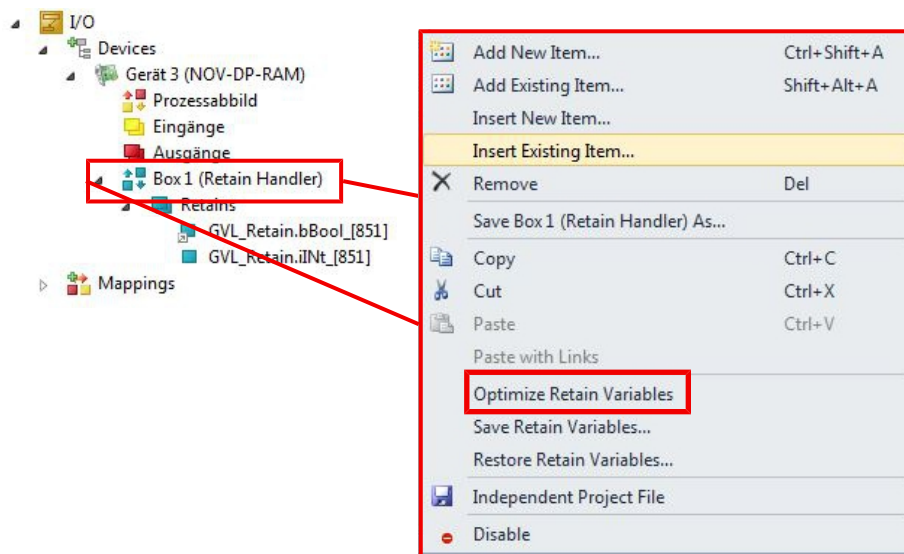 I/O
Devices
Gerät 3 (NOV-DP-RAM)
Prozessabbild
Eingänge
Ausgänge
Box 1 (Retain Handler)
Retains
GVL_Retain.bBool_[851]
GVL_Retain.iINt_[851]
Mappings
Add New Item... Ctrl+Shift+A
Add Existing Item... Shift+Alt+A
Insert New Item...
Insert Existing Item...
Remove Del
Save Box 1 (Retain Handler) As...
Copy Ctrl+C
Cut Ctrl+X
Paste Ctrl+V
Paste with Links
Optimize Retain Variables
Save Retain Variables...
Restore Retain Variables...
Independent Project File
Disable